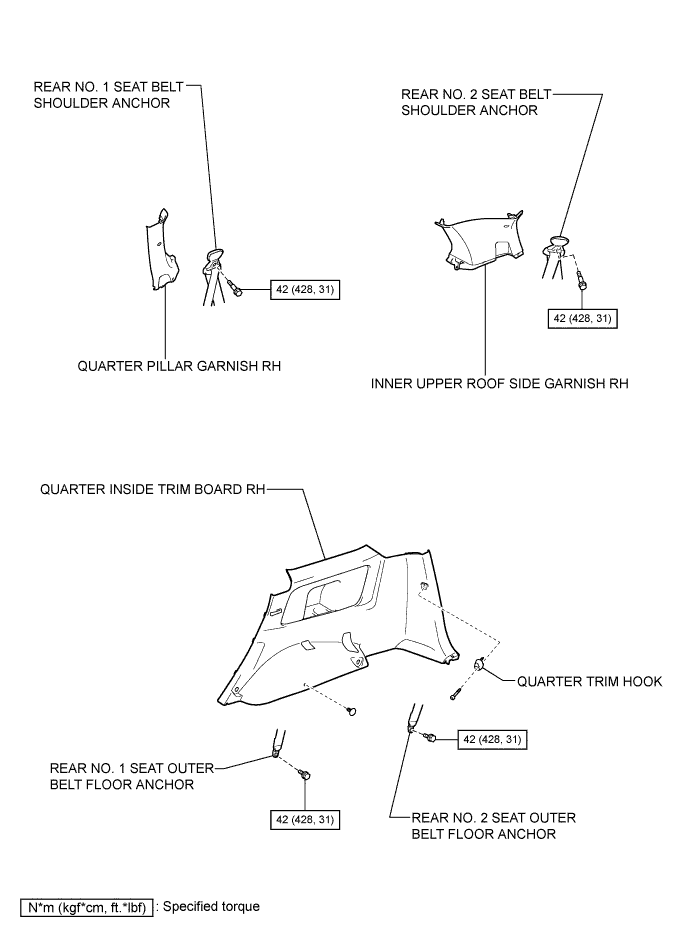 REAR NO. 1 SEAT BELT
SHOULDER ANCHOR
REAR NO. 2 SEAT BELT
SHOULDER ANCHOR
42 (428, 31)
42 (428, 31)
QUARTER PILLAR GARNISH RH
INNER UPPER ROOF SIDE GARNISH RH
QUARTER INSIDE TRIM BOARD RH
QUARTER TRIM HOOK
42 (428, 31)
REAR NO. 1 SEAT OUTER
BELT FLOOR ANCHOR
42 (428, 31)
REAR NO. 2 SEAT OUTER
BELT FLOOR ANCHOR
N*m (kgf*cm, ft.*lbf) : Specified torque